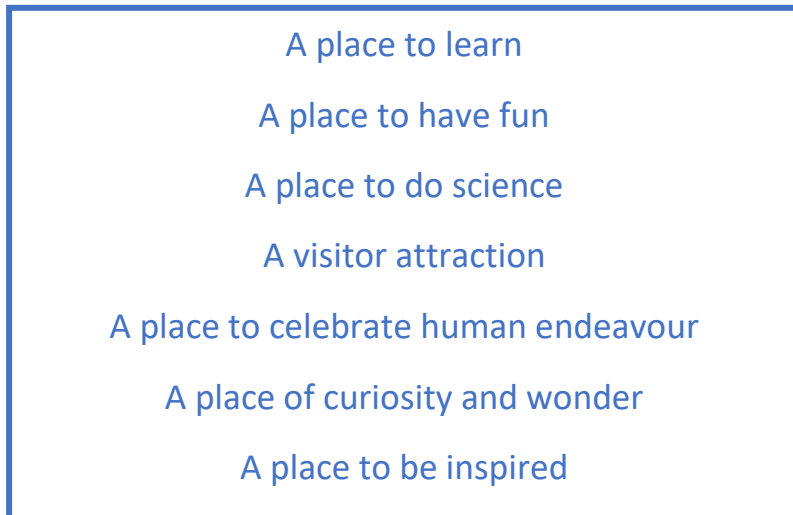 A place to learn
A place to have fun
A place to do science
A visitor attraction
A place to celebrate human endeavour
A place of curiosity and wonder
A place to be inspired